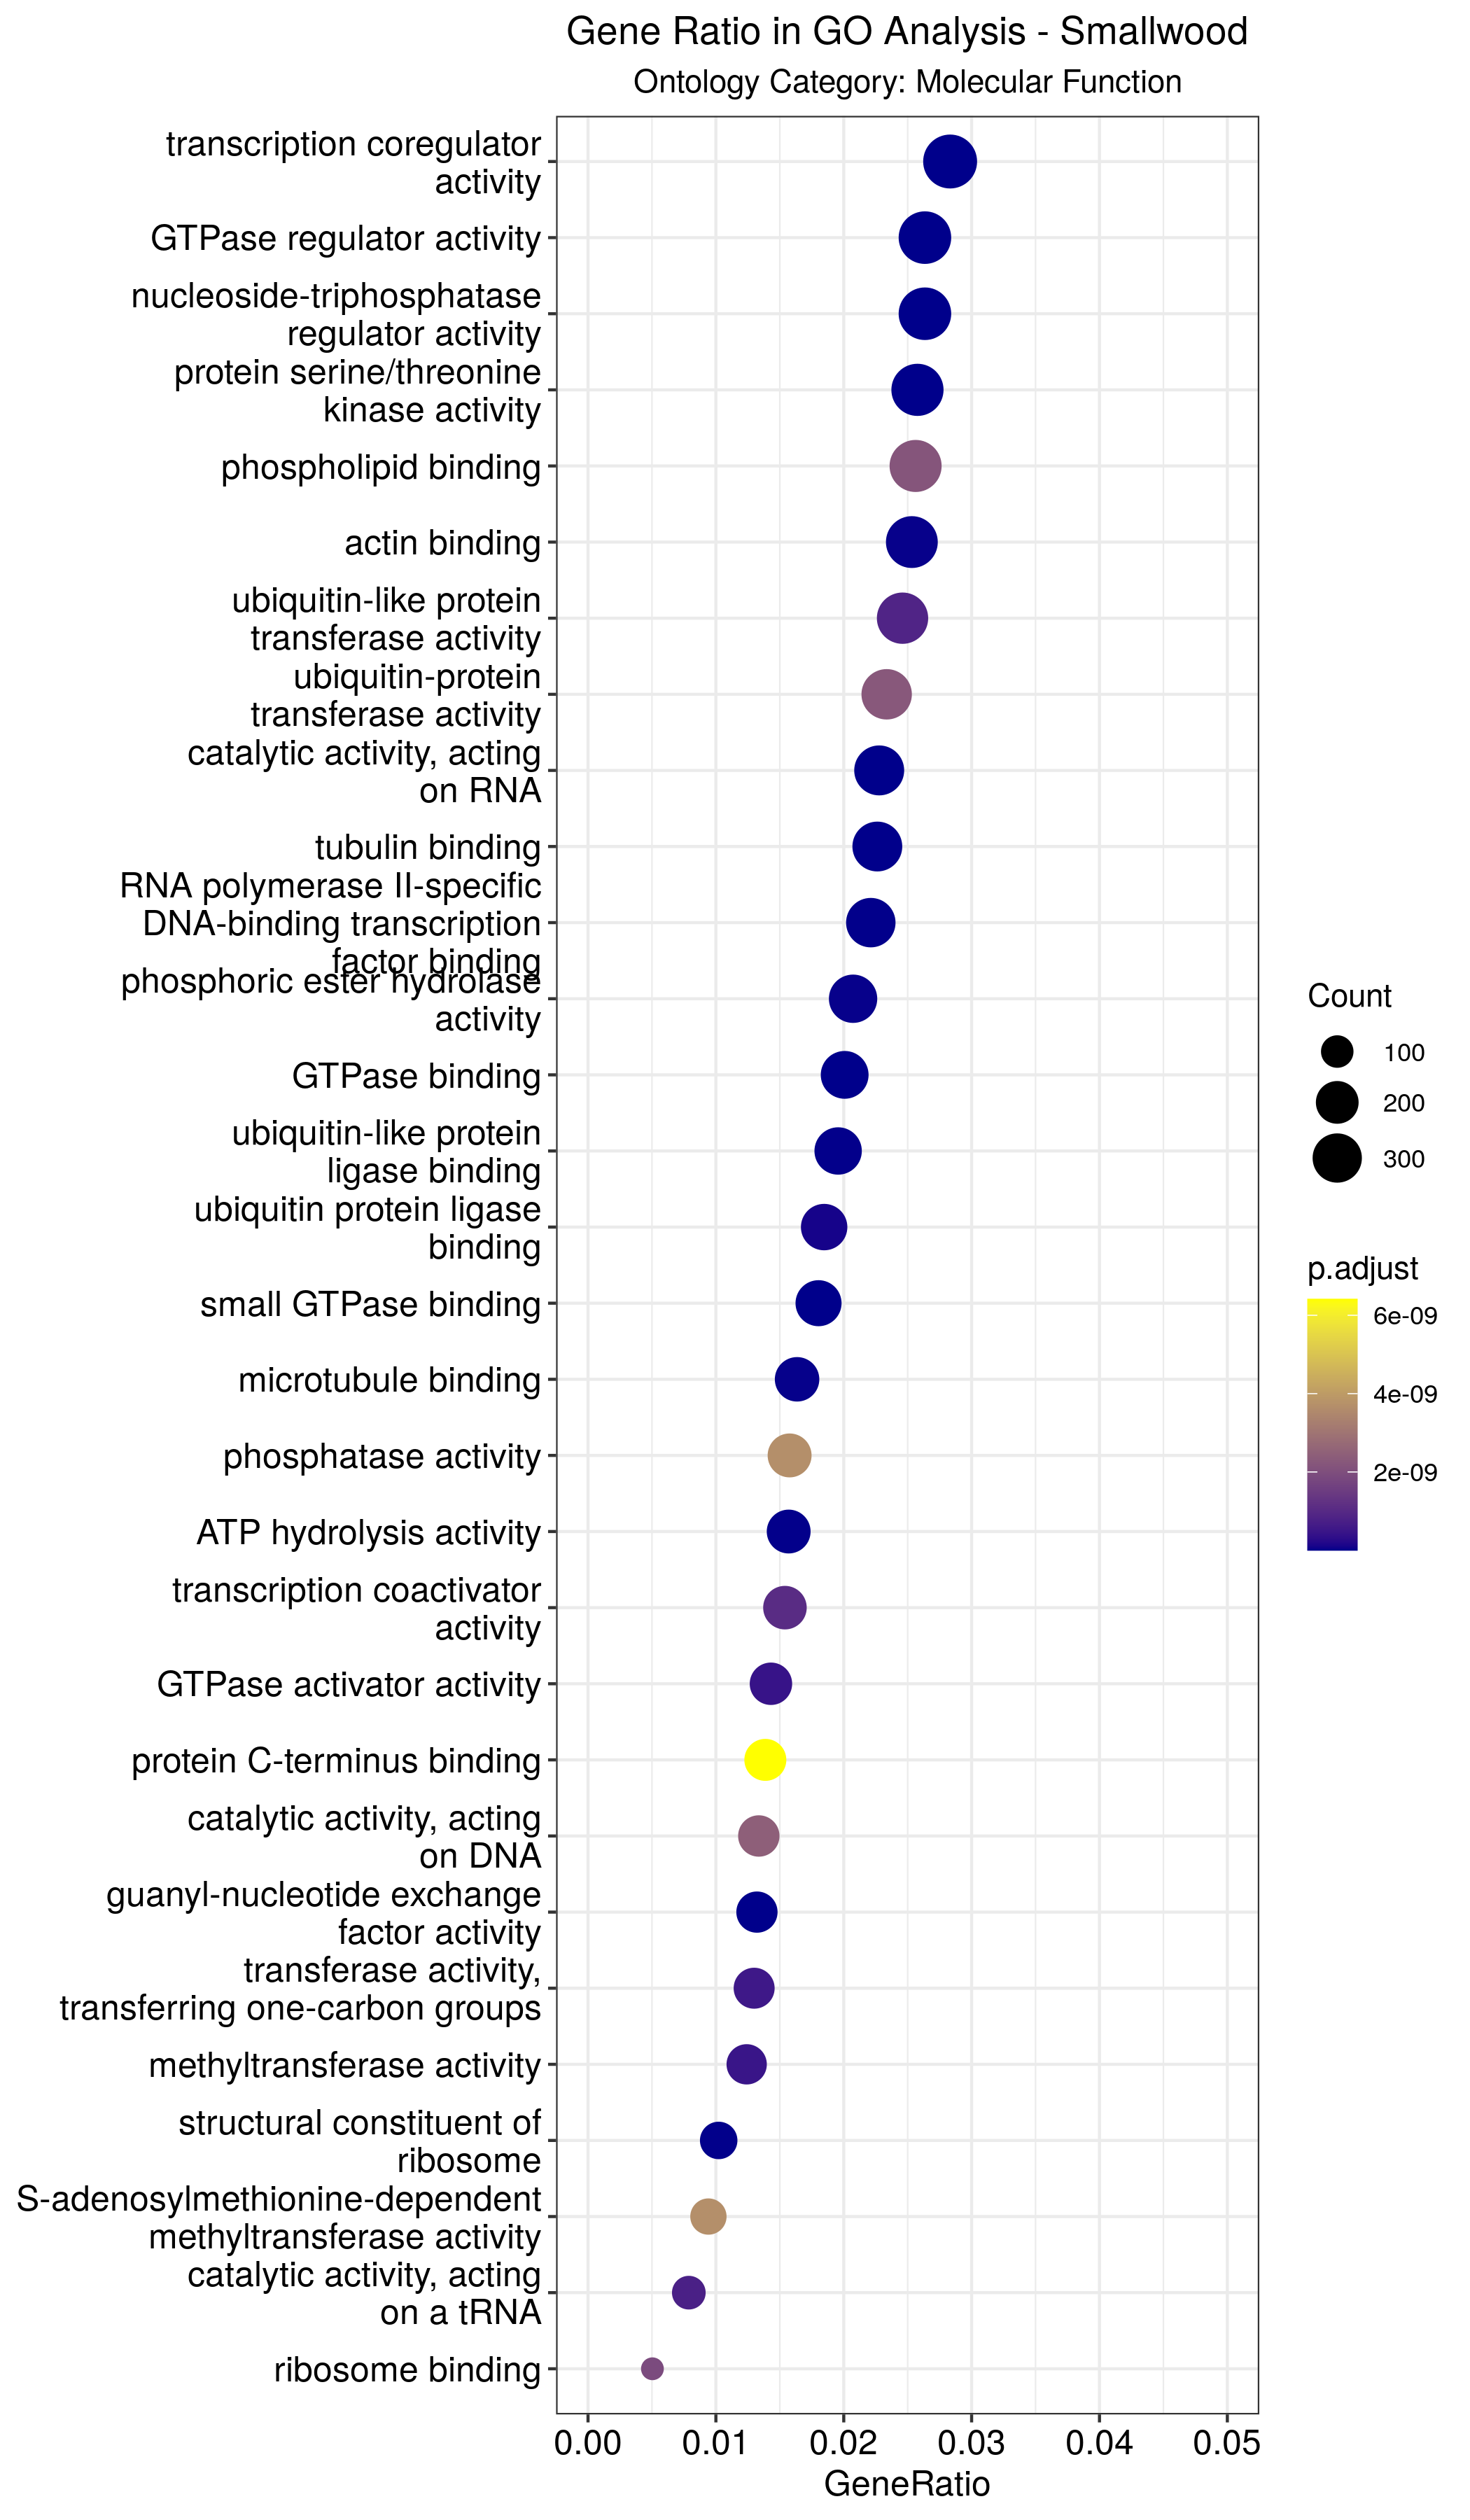 Gene Ratio in GO Analysis - Smallwood
Ontology Category: Molecular Function
transcription coregulator
activity
GTPase regulator activity
nucleoside-triphosphatase
regulator activity
protein serine/threonine
kinase activity
phospholipid binding
actin binding
ubiquitin-like protein
transferase activity
ubiquitin-protein
transferase activity
catalytic activity, acting
on RNA
tubulin binding
RNA polymerase II-specific
DNA-binding transcription
factor binding
phosphoric ester hydrolase
activity
GTPase binding
ubiquitin-like protein
ligase binding
ubiquitin protein ligase
binding
small GTPase binding
microtubule binding
phosphatase activity
ATP hydrolysis activity
transcription coactivator
activity
GTPase activator activity
protein C-terminus binding
catalytic activity, acting
on DNA
guanyl-nucleotide exchange
factor activity
transferase activity,
transferring one-carbon groups
methyltransferase activity
structural constituent of
ribosome
S-adenosylmethionine-dependent
methyltransferase activity
catalytic activity, acting
on a tRNA
ribosome binding
0.00 0.01 0.02 0.03 0.04 0.05
GeneRatio
Count
100
200
300
p.adjust
6e-09
4e-09
2e-09